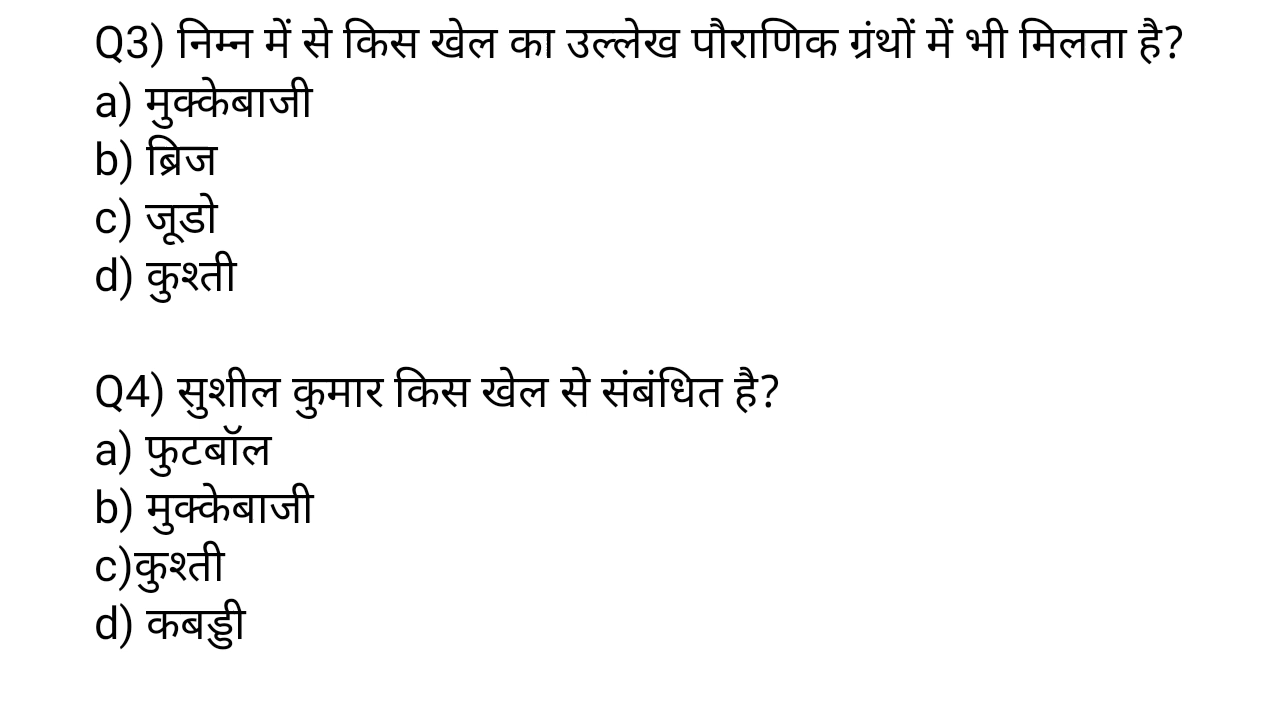 Q3) निम्न में से किस खेल का उल्लेख पौराणिक ग्रंथों में भी मिलता है?
a) मुक्केबाजी
b) ब्रिज
c) जूडो
d) कुश्ती
Q4) सुशील कुमार किस खेल से संबंधित है?
a) फुटबॉल
b) मुक्केबाजी
c)कुश्ती
d) कबड्डी